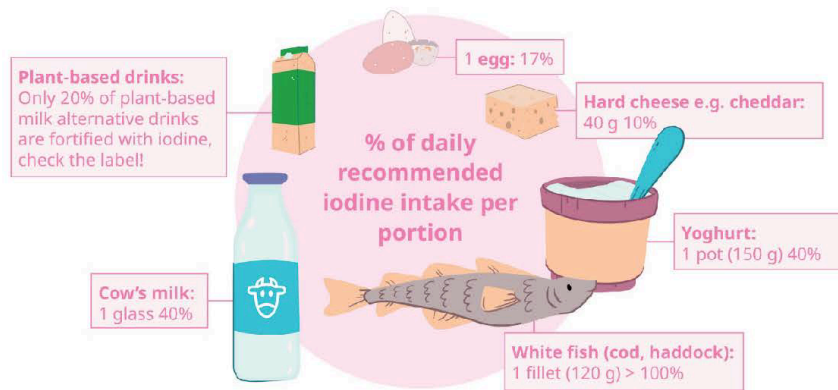 1 egg: 17%
Plant-based drinks:
Only 20% of plant-based
milk alternative drinks
are fortified with iodine,
check the label!
Hard cheese e.g. cheddar:
40 g 10%
% of daily
recommended
iodine intake per
portion
Yoghurt:
1 pot (150 g) 40%
Cow's milk:
1 glass 40%
White fish (cod, haddock):
1 fillet (120 g) > 100%